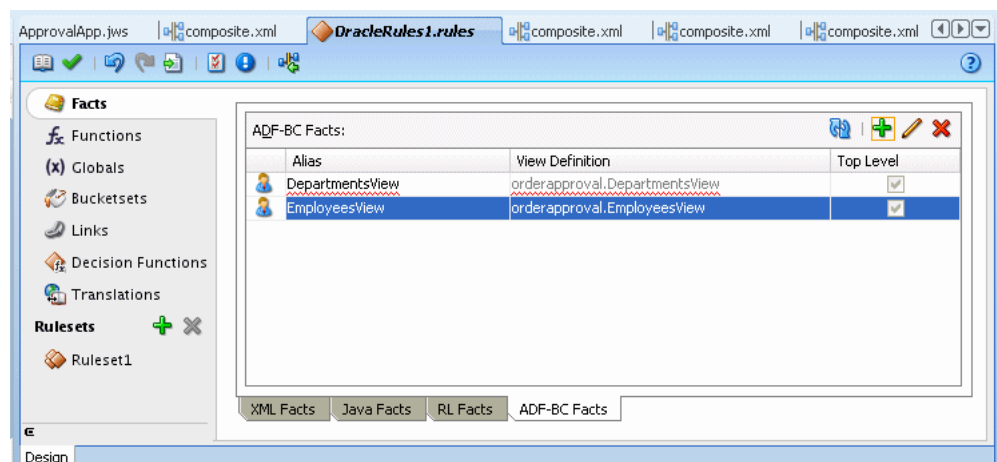 ApprovalApp.jws composite.xml OracleRules1.rules composite.xml composite.xml composite.xml
Facts
Functions
Globals
Bucketsets
Links
Decision Functions
Translations
Rulesets
Ruleset1
ADF-BC Facts:
Alias View Definition Top Level
DepartmentsView orderapproval.DepartmentsView
EmployeesView orderapproval.EmployeesView
XML Facts Java Facts RL Facts ADF-BC Facts
Design